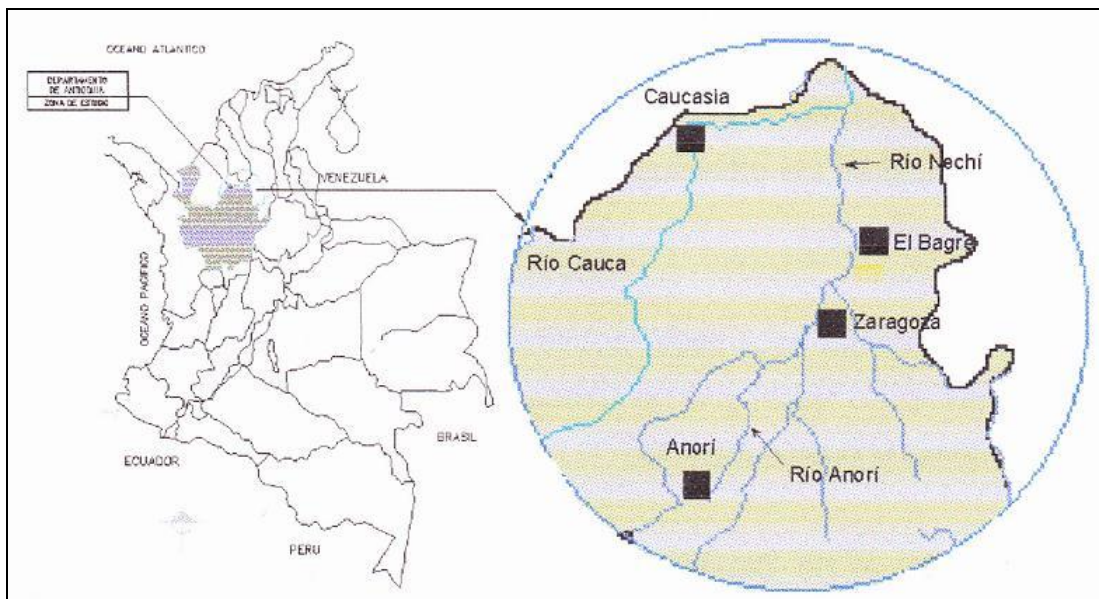 OCEANO ATLANTICO
DEPARTAMENTO
DE ANTIOQUIA
ZONA DE ESTUDIO
VENEZUELA
OCEANO PACIFICO
ECUADOR
BRASIL
PERU
Caucasia
Río Nechí
Río Cauca
El Bagre
Zaragoza
Anorí
Río Anorí